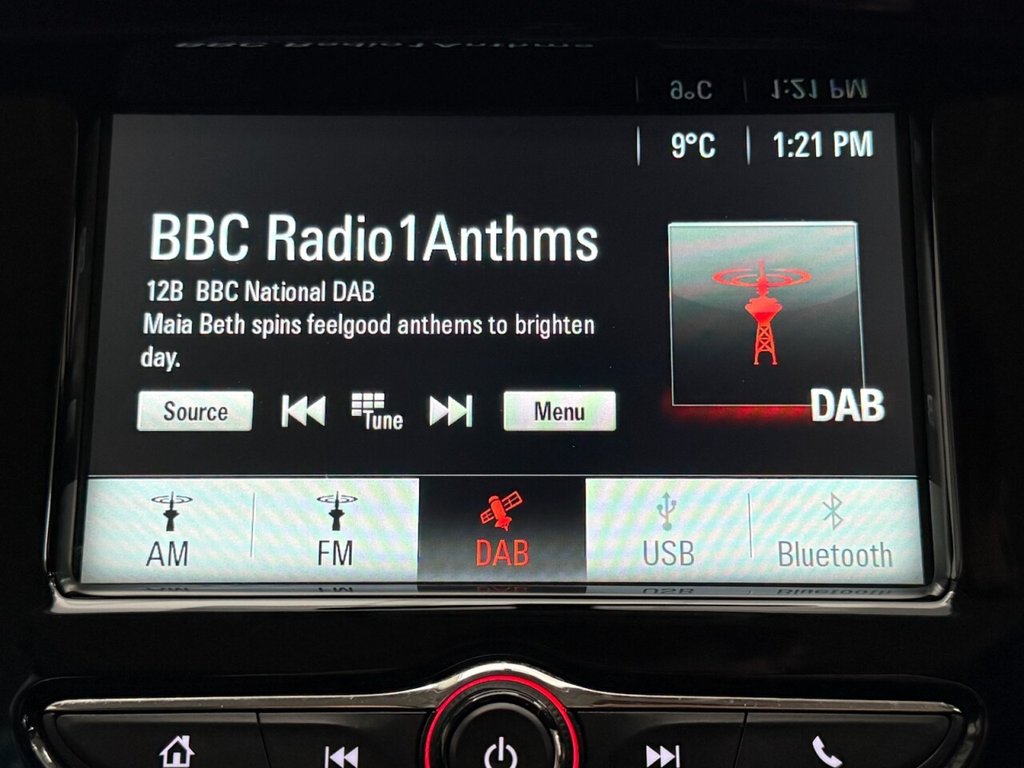 9°C 1:21 PM
BBC Radio1Anthms
12B BBC National DAB
Maia Beth spins feelgood anthems to brighten
day.
Source Tune Menu
DAB
AM FM DAB USB Bluetooth